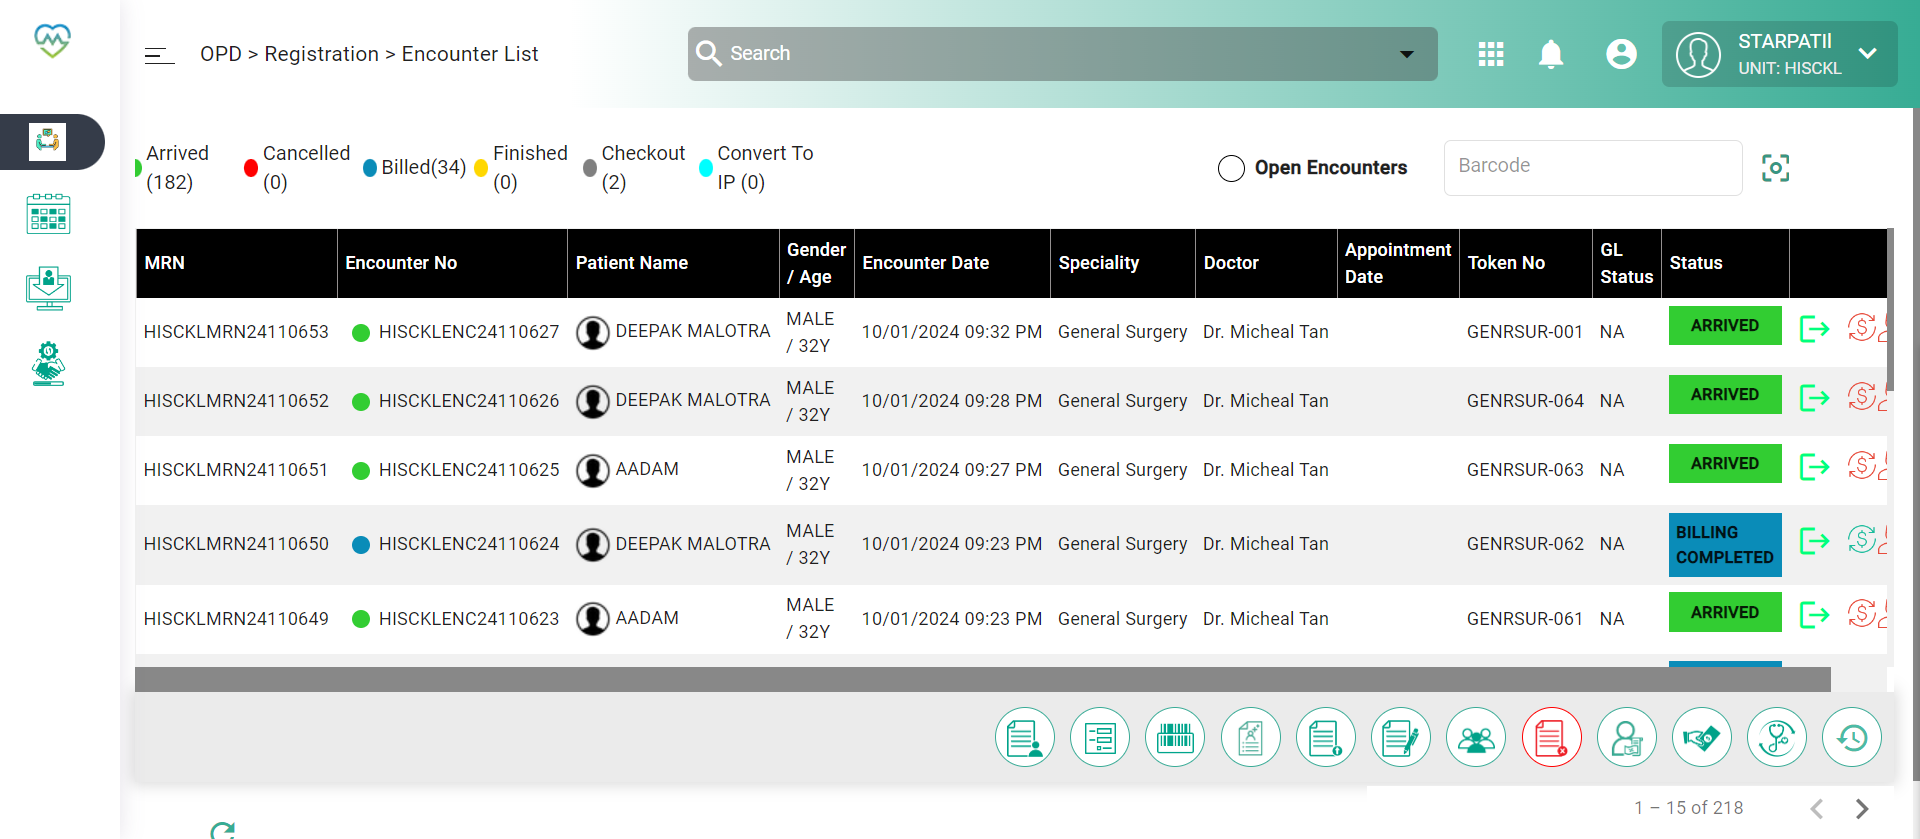 OPD > Registration > Encounter List
Search
STARPATII
UNIT: HISCKL
Arrived
(182)
Cancelled
(0)
Billed(34)
Finished
(0)
Checkout
(2)
Convert To
IP (0)
Open Encounters
Barcode
MRN Encounter No Patient Name Gender / Age Encounter Date Speciality Doctor Appointment Date Token No GL Status Status
HISCKLMRN24110653 HISCKLENC24110627 DEEPAK MALOTRA MALE / 32Y 10/01/2024 09:32 PM General Surgery Dr. Micheal Tan GENRSUR-001 NA ARRIVED
HISCKLMRN24110652 HISCKLENC24110626 DEEPAK MALOTRA MALE / 32Y 10/01/2024 09:28 PM General Surgery Dr. Micheal Tan GENRSUR-064 NA ARRIVED
HISCKLMRN24110651 HISCKLENC24110625 AADAM MALE / 32Y 10/01/2024 09:27 PM General Surgery Dr. Micheal Tan GENRSUR-063 NA ARRIVED
HISCKLMRN24110650 HISCKLENC24110624 DEEPAK MALOTRA MALE / 32Y 10/01/2024 09:23 PM General Surgery Dr. Micheal Tan GENRSUR-062 NA BILLING COMPLETED
HISCKLMRN24110649 HISCKLENC24110623 AADAM MALE / 32Y 10/01/2024 09:23 PM General Surgery Dr. Micheal Tan GENRSUR-061 NA ARRIVED
1 – 15 of 218